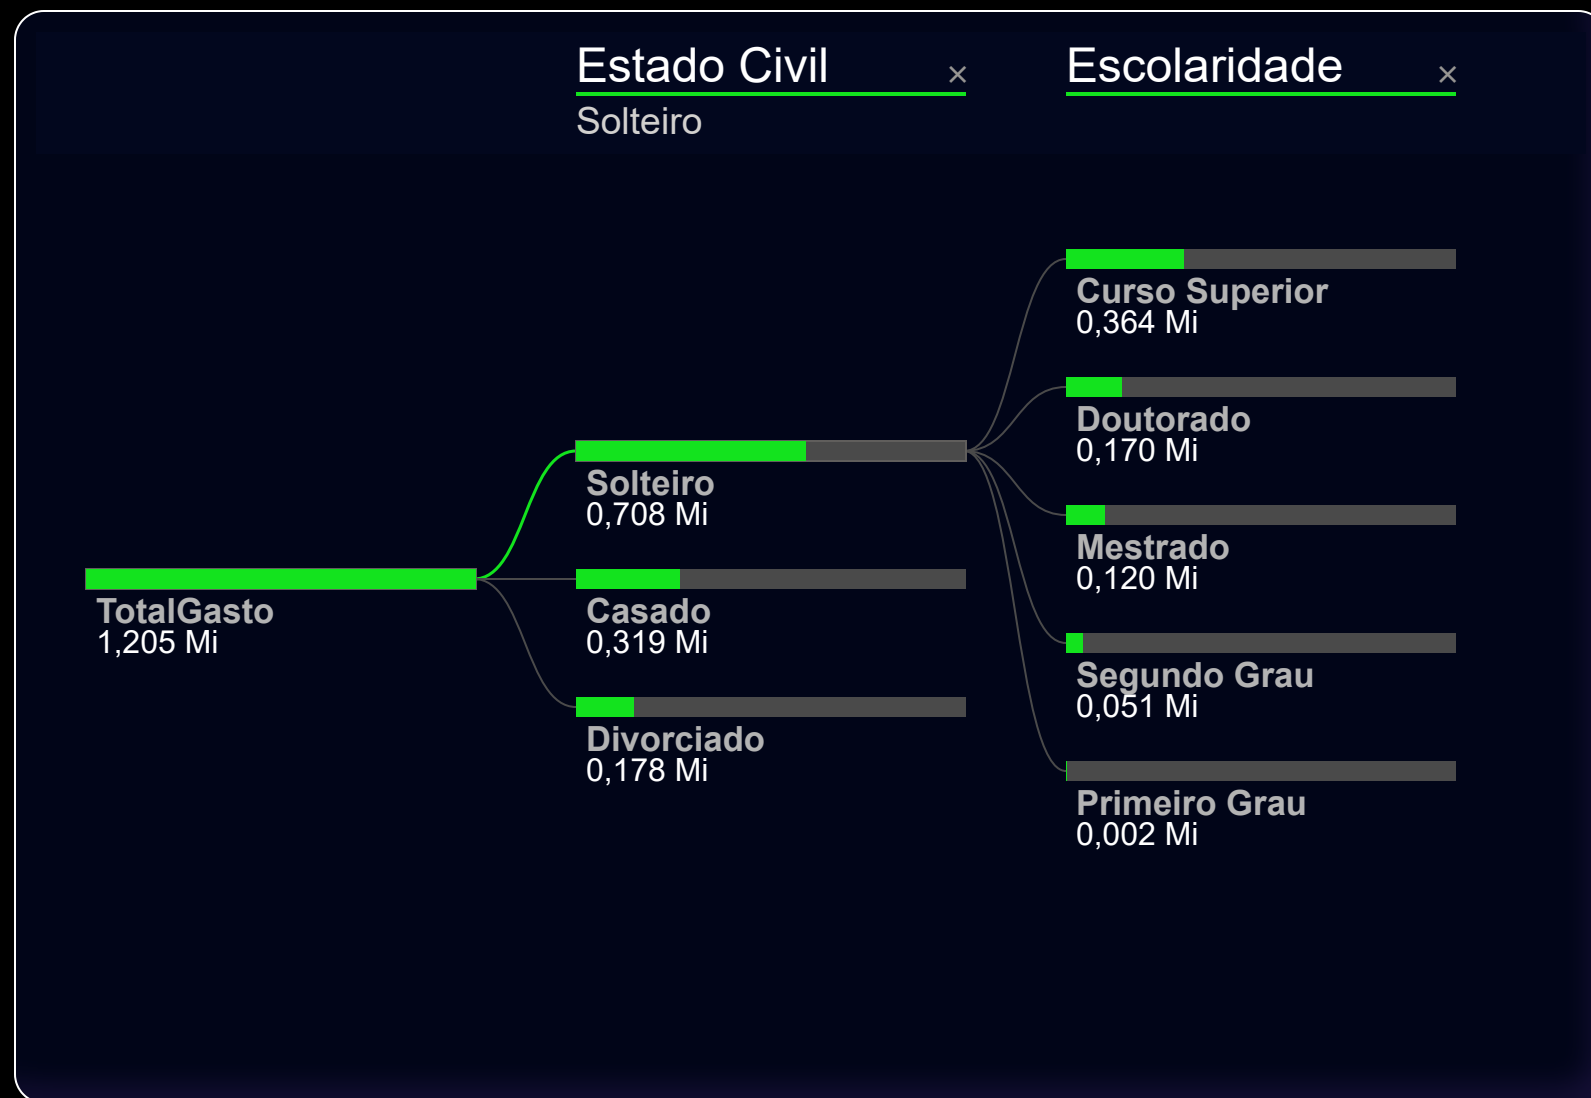 Estado Civil ×
Solteiro
Escolaridade ×
TotalGasto
1,205 Mi
Solteiro
0,708 Mi
Casado
0,319 Mi
Divorciado
0,178 Mi
Curso Superior
0,364 Mi
Doutorado
0,170 Mi
Mestrado
0,120 Mi
Segundo Grau
0,051 Mi
Primeiro Grau
0,002 Mi